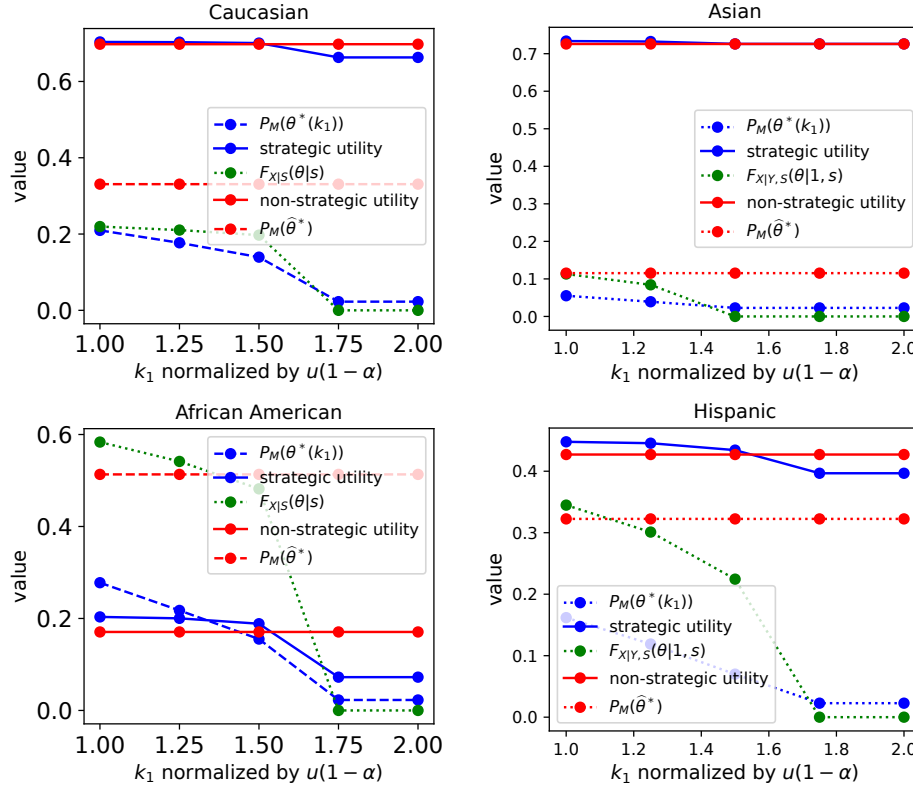 Caucasian
0.6
0.4
0.2
0.0
value
P_M(θ^*(k_1))
strategic utility
F_{X|S}(θ|s)
non-strategic utility
P_M(θ̂^*)
1.00 1.25 1.50 1.75 2.00
k_1 normalized by u(1 − α)
Asian
0.7
0.6
0.5
0.4
0.3
0.2
0.1
0.0
value
P_M(θ^*(k_1))
strategic utility
F_{X|Y,S}(θ|1, s)
non-strategic utility
P_M(θ̂^*)
1.0 1.2 1.4 1.6 1.8 2.0
k_1 normalized by u(1 − α)
African American
0.6
0.4
0.2
0.0
value
P_M(θ^*(k_1))
strategic utility
F_{X|S}(θ|s)
non-strategic utility
P_M(θ̂^*)
1.00 1.25 1.50 1.75 2.00
k_1 normalized by u(1 − α)
Hispanic
0.4
0.3
0.2
0.1
0.0
value
P_M(θ^*(k_1))
strategic utility
F_{X|Y,S}(θ|1, s)
non-strategic utility
P_M(θ̂^*)
1.0 1.2 1.4 1.6 1.8 2.0
k_1 normalized by u(1 − α)